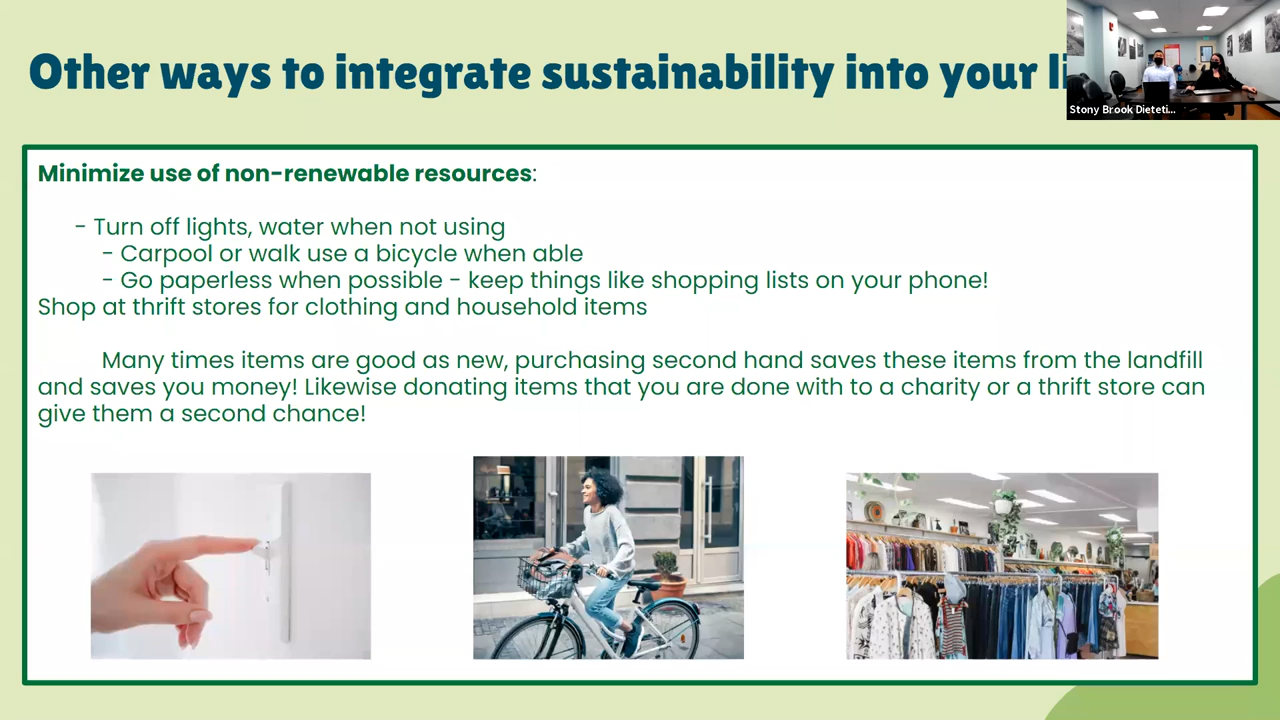 Other ways to integrate sustainability into your
Stony Brook Dieteti...
Minimize use of non-renewable resources:
- Turn off lights, water when not using
- Carpool or walk use a bicycle when able
- Go paperless when possible - keep things like shopping lists on your phone!
Shop at thrift stores for clothing and household items
Many times items are good as new, purchasing second hand saves these items from the landfill
and saves you money! Likewise donating items that you are done with to a charity or a thrift store can
give them a second chance!